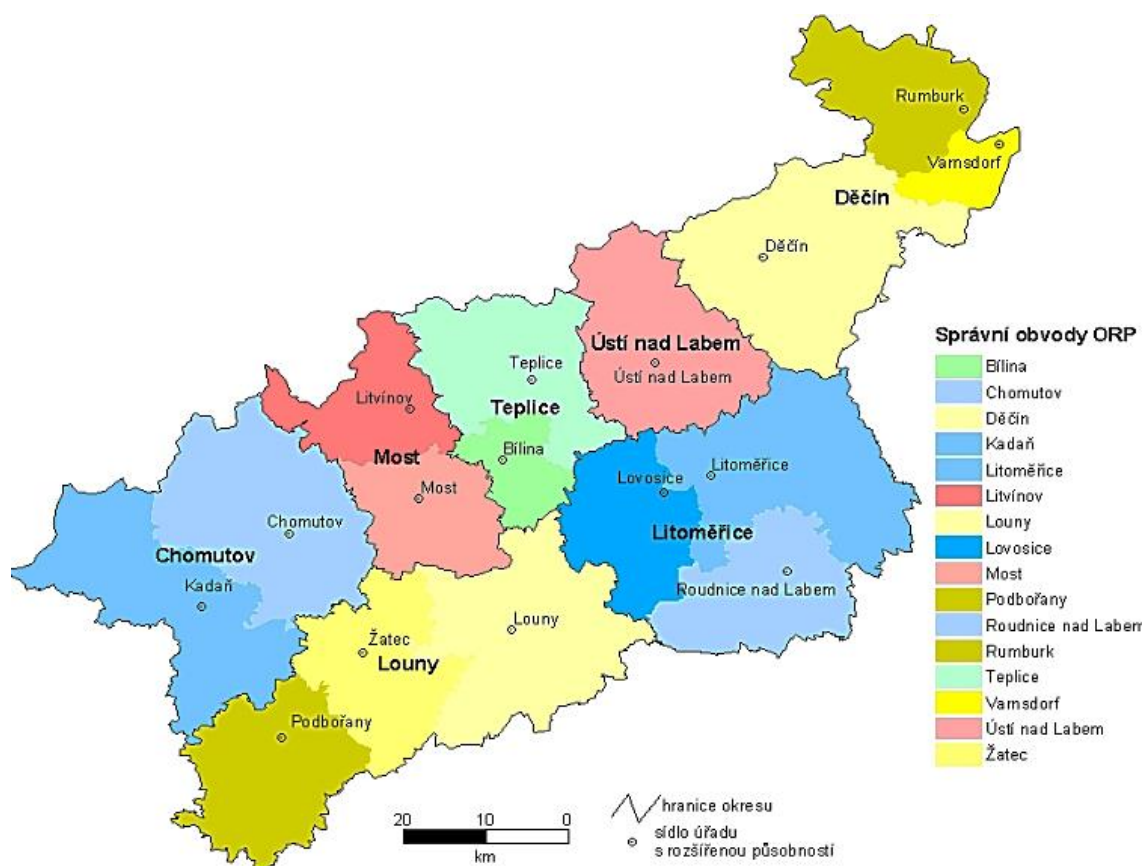 Rumburk
Varnsdorf
Děčín
Děčín
Ústí nad Labem
Ústí nad Labem
Teplice
Teplice
Litvínov
Bílina
Most
Most
Lovosice
Litoměřice
Litoměřice
Chomutov
Chomutov
Kadaň
Roudnice nad Labem
Louny
Žatec
Louny
Podbořany
Správní obvody ORP
Bílina
Chomutov
Děčín
Kadaň
Litoměřice
Litvínov
Louny
Lovosice
Most
Podbořany
Roudnice nad Labem
Rumburk
Teplice
Varnsdorf
Ústí nad Labem
Žatec
20 10 0
km
hranice okresu
sídlo úřadu
s rozšířenou působností